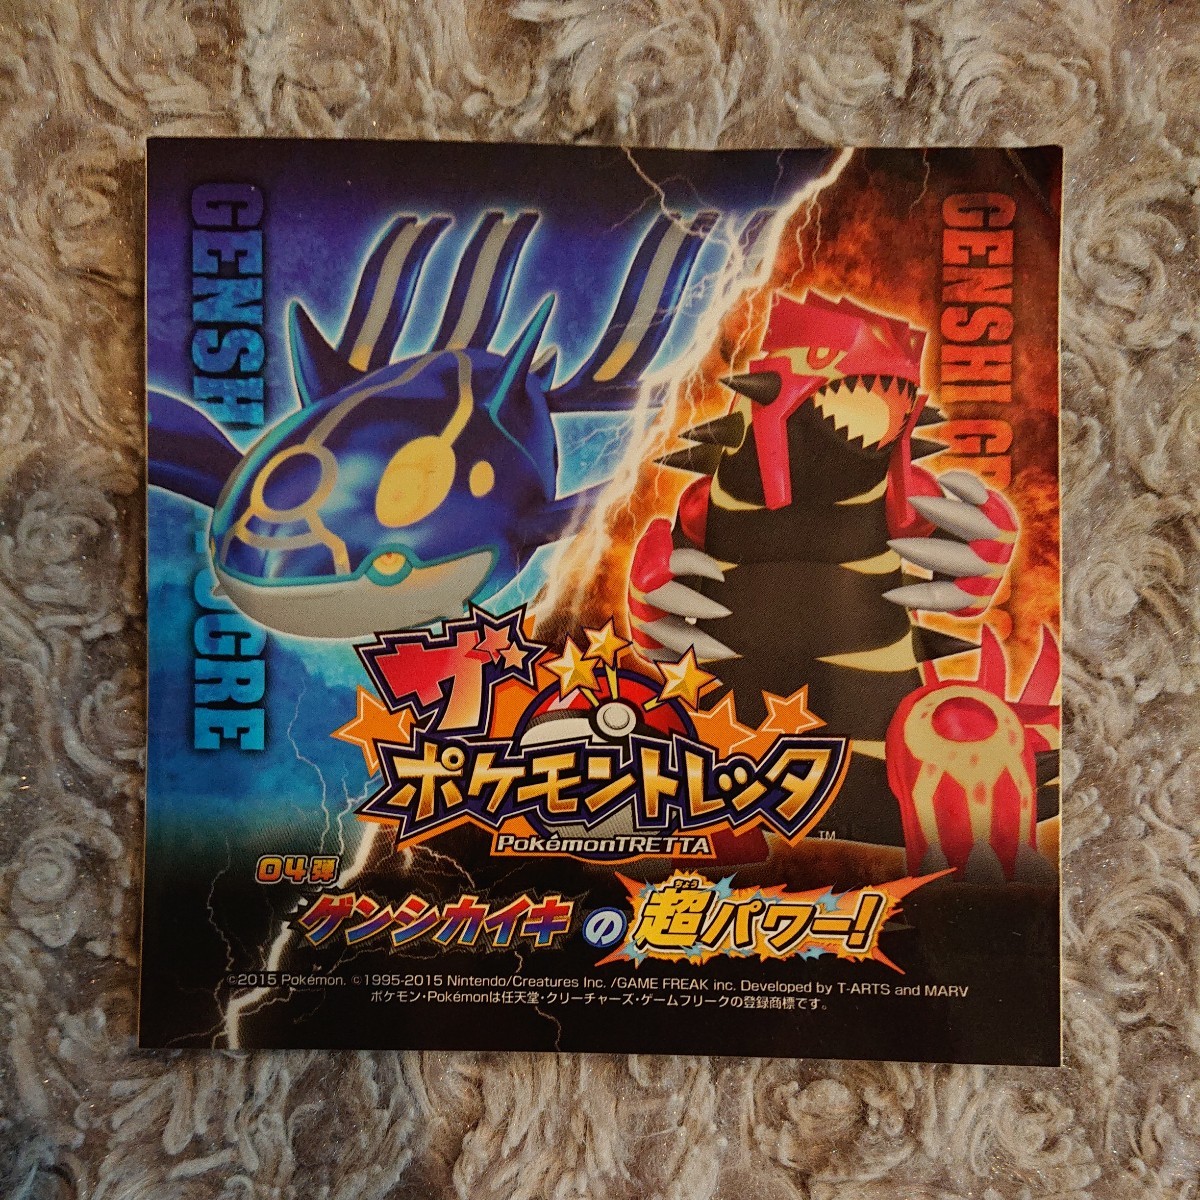 GENSHI
GENSHI
ザ
ポケモントレッタ
PokémonTRETTA
TM
04弾
ちょう
ゲンシカイキの超パワー!
©2015 Pokémon. ©1995-2015 Nintendo/Creatures Inc. /GAME FREAK inc. Developed by T-ARTS and MARV
ポケモン・Pokémonは任天堂・クリーチャーズ・ゲームフリークの登録商標です。